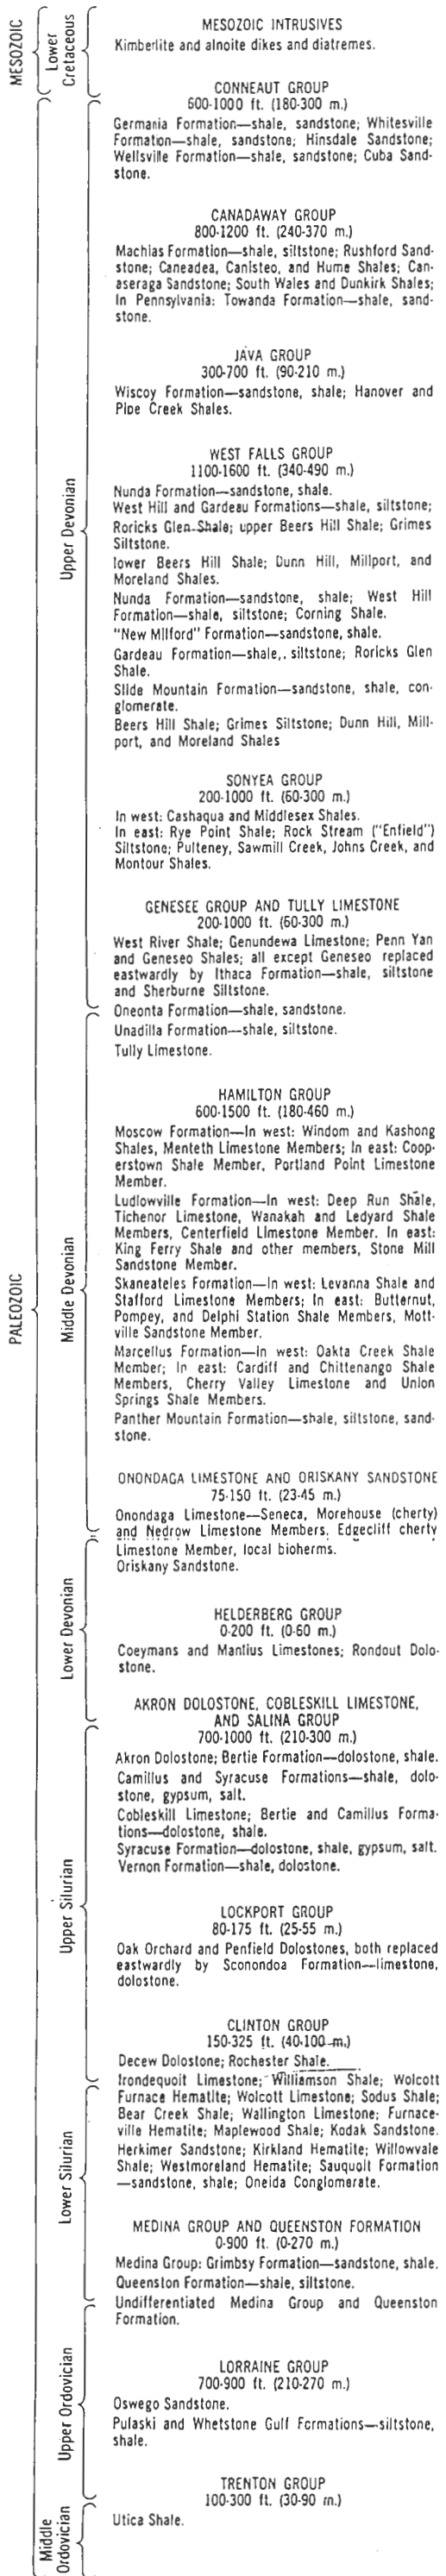 MESOZOIC
Lower
Cretaceous
MESOZOIC INTRUSIVES
Kimberlite and alnoite dikes and diatremes.
CONNEAUT GROUP
600-1000 ft. (180-300 m.)
Germania Formation—shale, sandstone; Whitesville
Formation—shale, sandstone; Hinsdale Sandstone;
Wellsville Formation—shale, sandstone; Cuba Sand-
stone.
PALEOZOIC
Upper Devonian
CANADAWAY GROUP
800-1200 ft. (240-370 m.)
Machias Formation—shale, siltstone; Rushford Sand-
stone; Caneadea, Canisteo, and Hume Shales; Can-
aseraga Sandstone; South Wales and Dunkirk Shales;
In Pennsylvania: Towanda Formation—shale, sand-
stone.
JAVA GROUP
300-700 ft. (90-210 m.)
Wiscoy Formation—sandstone, shale; Hanover and
Pipe Creek Shales.
WEST FALLS GROUP
1100-1600 ft. (340-490 m.)
Nunda Formation—sandstone, shale.
West Hill and Gardeau Formations—shale, siltstone;
Roricks Glen Shale; upper Beers Hill Shale; Grimes
Siltstone.
lower Beers Hill Shale; Dunn Hill, Millport, and
Moreland Shales.
Nunda Formation—sandstone, shale; West Hill
Formation—shale, siltstone; Corning Shale.
"New Milford" Formation—sandstone, shale.
Gardeau Formation—shale, siltstone; Roricks Glen
Shale.
Slide Mountain Formation—sandstone, shale, con-
glomerate.
Beers Hill Shale; Grimes Siltstone; Dunn Hill, Mill-
port, and Moreland Shales
SONYEA GROUP
200-1000 ft. (60-300 m.)
In west: Cashaqua and Middlesex Shales.
In east: Rye Point Shale; Rock Stream ("Enfield")
Siltstone; Pulteney, Sawmill Creek, Johns Creek, and
Montour Shales.
GENESEE GROUP AND TULLY LIMESTONE
200-1000 ft. (60-300 m.)
West River Shale; Genundewa Limestone; Penn Yan
and Geneseo Shales; all except Geneseo replaced
eastwardly by Ithaca Formation—shale, siltstone
and Sherburne Siltstone.
Oneonta Formation—shale, sandstone.
Unadilla Formation—shale, siltstone.
Tully Limestone.
Middle Devonian
HAMILTON GROUP
600-1500 ft. (180-460 m.)
Moscow Formation—In west: Windom and Kashong
Shales, Menteth Limestone Members; In east: Coop-
erstown Shale Member, Portland Point Limestone
Member.
Ludlowville Formation—In west: Deep Run Shale,
Tichenor Limestone, Wanakah and Ledyard Shale
Members, Centerfield Limestone Member. In east:
King Ferry Shale and other members, Stone Mill
Sandstone Member.
Skaneateles Formation—In west: Levanna Shale and
Stafford Limestone Members; In east: Butternut,
Pompey, and Delphi Station Shale Members, Mott-
ville Sandstone Member.
Marcellus Formation—In west: Oakta Creek Shale
Member; In east: Cardiff and Chittenango Shale
Members, Cherry Valley Limestone and Union
Springs Shale Members.
Panther Mountain Formation—shale, siltstone, sand-
stone.
ONONDAGA LIMESTONE AND ORISKANY SANDSTONE
75-150 ft. (23-45 m.)
Onondaga Limestone—Seneca, Morehouse (cherty)
and Nedrow Limestone Members, Edgecliff cherty
Limestone Member, local bioherms.
Oriskany Sandstone.
Lower Devonian
HELDERBERG GROUP
0-200 ft. (0-60 m.)
Coeymans and Manlius Limestones; Rondout Dolo-
stone.
AKRON DOLOSTONE, COBLESKILL LIMESTONE,
AND SALINA GROUP
700-1000 ft. (210-300 m.)
Akron Dolostone; Bertie Formation—dolostone, shale.
Camillus and Syracuse Formations—shale, dolo-
stone, gypsum, salt.
Cobleskill Limestone; Bertie and Camillus Forma-
tions—dolostone, shale.
Syracuse Formation—dolostone, shale, gypsum, salt.
Vernon Formation—shale, dolostone.
Upper Silurian
LOCKPORT GROUP
80-175 ft. (25-55 m.)
Oak Orchard and Penfield Dolostones, both replaced
eastwardly by Sconondoa Formation—limestone,
dolostone.
CLINTON GROUP
150-325 ft. (40-100 m.)
Decew Dolostone; Rochester Shale.
Irondequoit Limestone; Williamson Shale; Wolcott
Furnace Hematite; Wolcott Limestone; Sodus Shale;
Bear Creek Shale; Wallington Limestone; Furnace-
ville Hematite; Maplewood Shale; Kodak Sandstone.
Herkimer Sandstone; Kirkland Hematite; Willowvale
Shale; Westmoreland Hematite; Sauquoit Formation
—sandstone, shale; Oneida Conglomerate.
Lower Silurian
MEDINA GROUP AND QUEENSTON FORMATION
0-900 ft. (0-270 m.)
Medina Group: Grimbsy Formation—sandstone, shale.
Queenston Formation—shale, siltstone.
Undifferentiated Medina Group and Queenston
Formation.
Upper Ordovician
LORRAINE GROUP
700-900 ft. (210-270 m.)
Oswego Sandstone.
Pulaski and Whetstone Gulf Formations—siltstone,
shale.
TRENTON GROUP
100-300 ft. (30-90 m.)
Middle
Ordovician
Utica Shale.